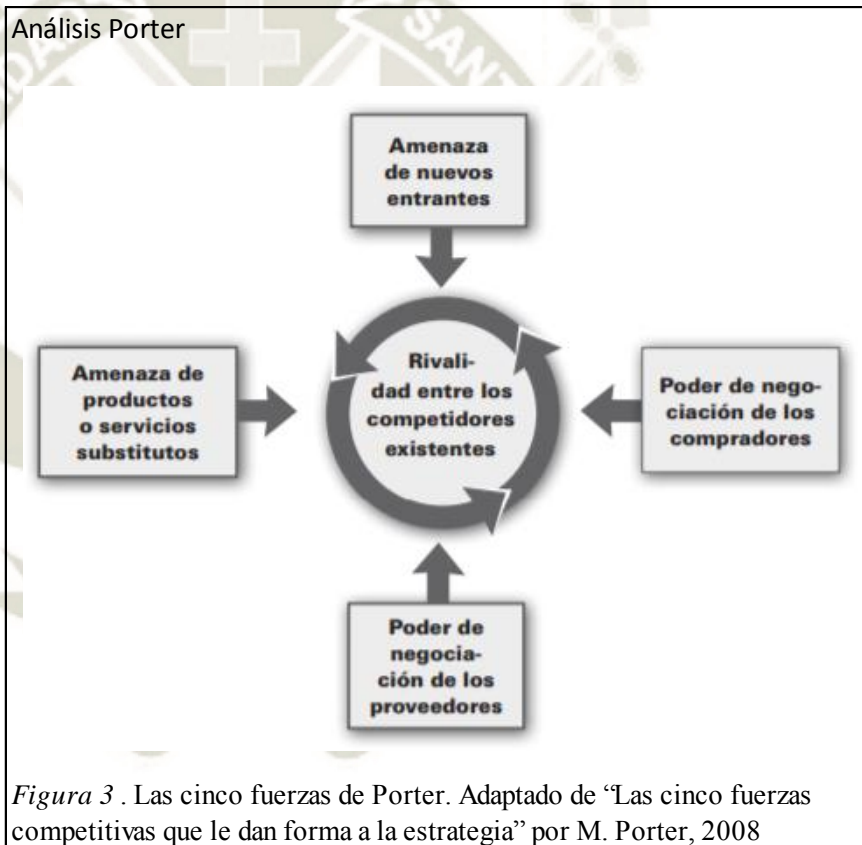 Análisis Porter
Amenaza
de nuevos
entrantes
Amenaza de
productos
o servicios
substitutos
Rivali-
dad entre los
competidores
existentes
Poder de nego-
ciación de los
compradores
Poder de
negocia-
ción de los
proveedores
Figura 3 . Las cinco fuerzas de Porter. Adaptado de “Las cinco fuerzas
competitivas que le dan forma a la estrategia” por M. Porter, 2008